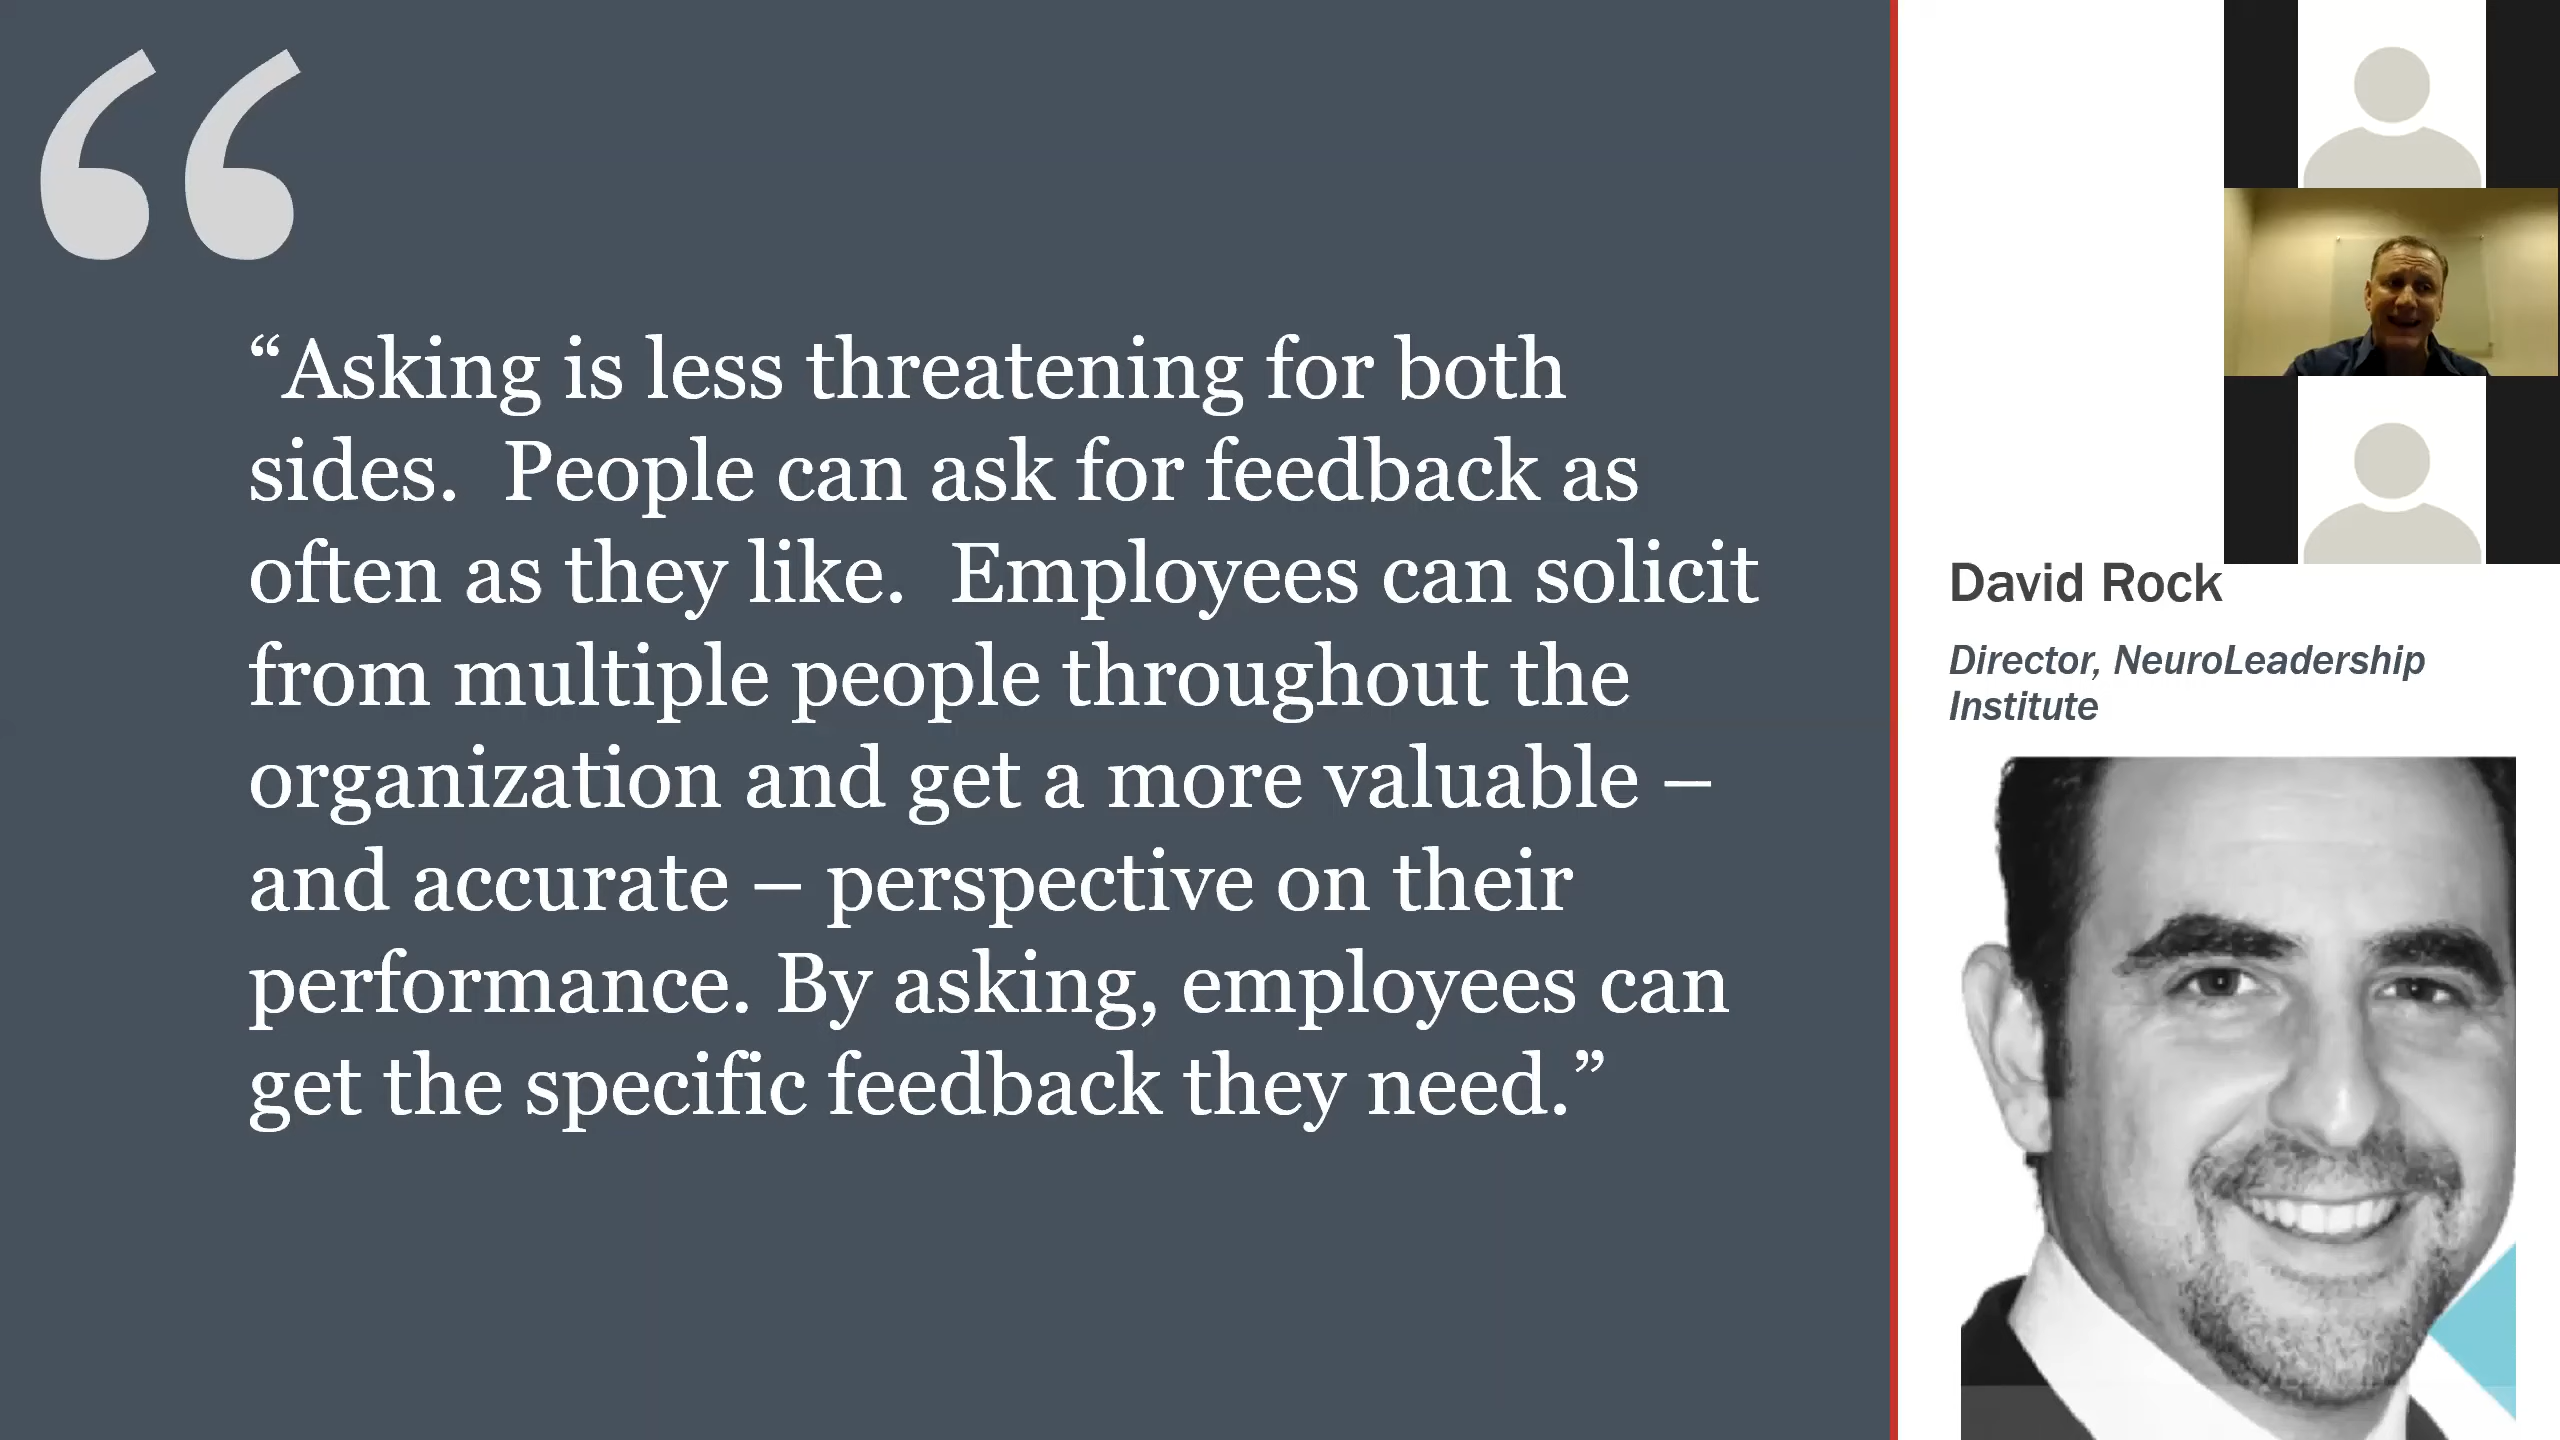 “Asking is less threatening for both
sides.  People can ask for feedback as
often as they like.  Employees can solicit
from multiple people throughout the
organization and get a more valuable –
and accurate – perspective on their
performance. By asking, employees can
get the specific feedback they need.”
David Rock
Director, NeuroLeadership
Institute